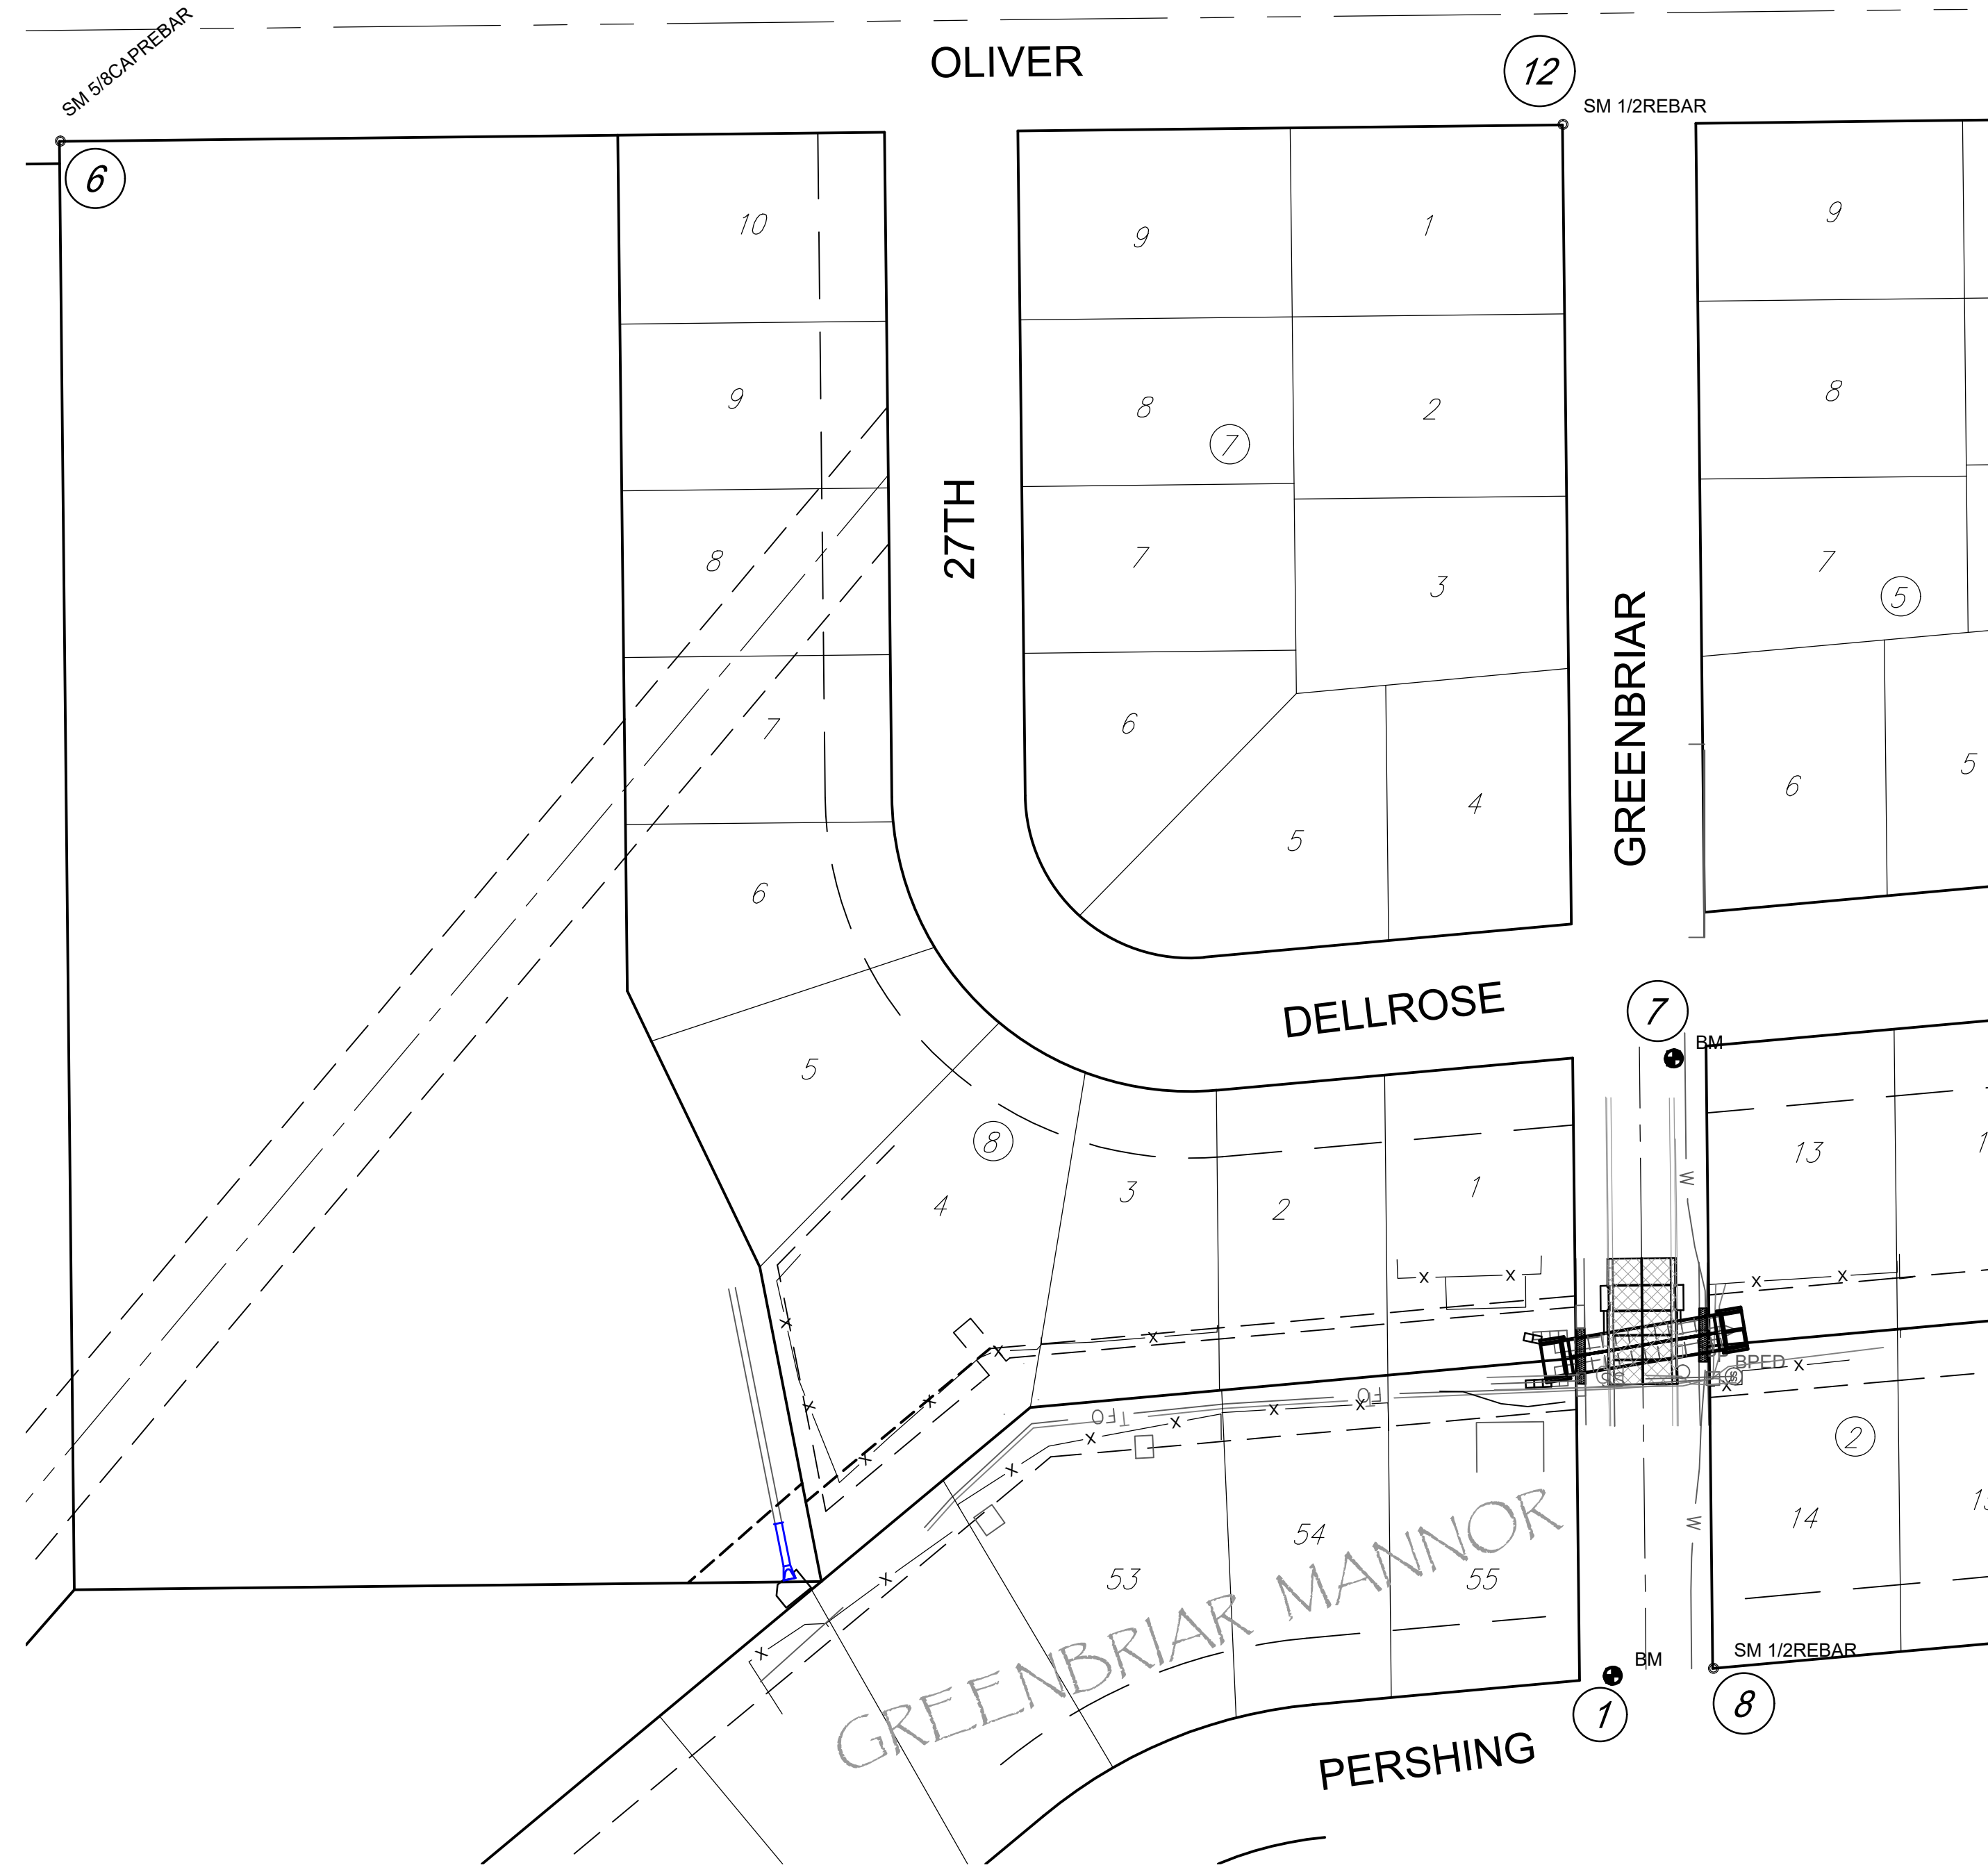 SM 5/8CAPREBAR
OLIVER
12
SM 1/2REBAR
6
10
9
1
9
9
8
2
8
7
27TH
8
7
3
7
5
GREENBRIAR
7
6
6
5
4
5
6
DELLROSE
7
BM
5
8
4
3
2
1
13
W
X
X
X
X
X
X
X
X
BPED
X
X
SS
FO
TFO
X
X
X
X
X
X
X
X
2
14
W
53
54
55
GREENBRIAR MANNOR
X
BM
SM 1/2REBAR
1
8
PERSHING